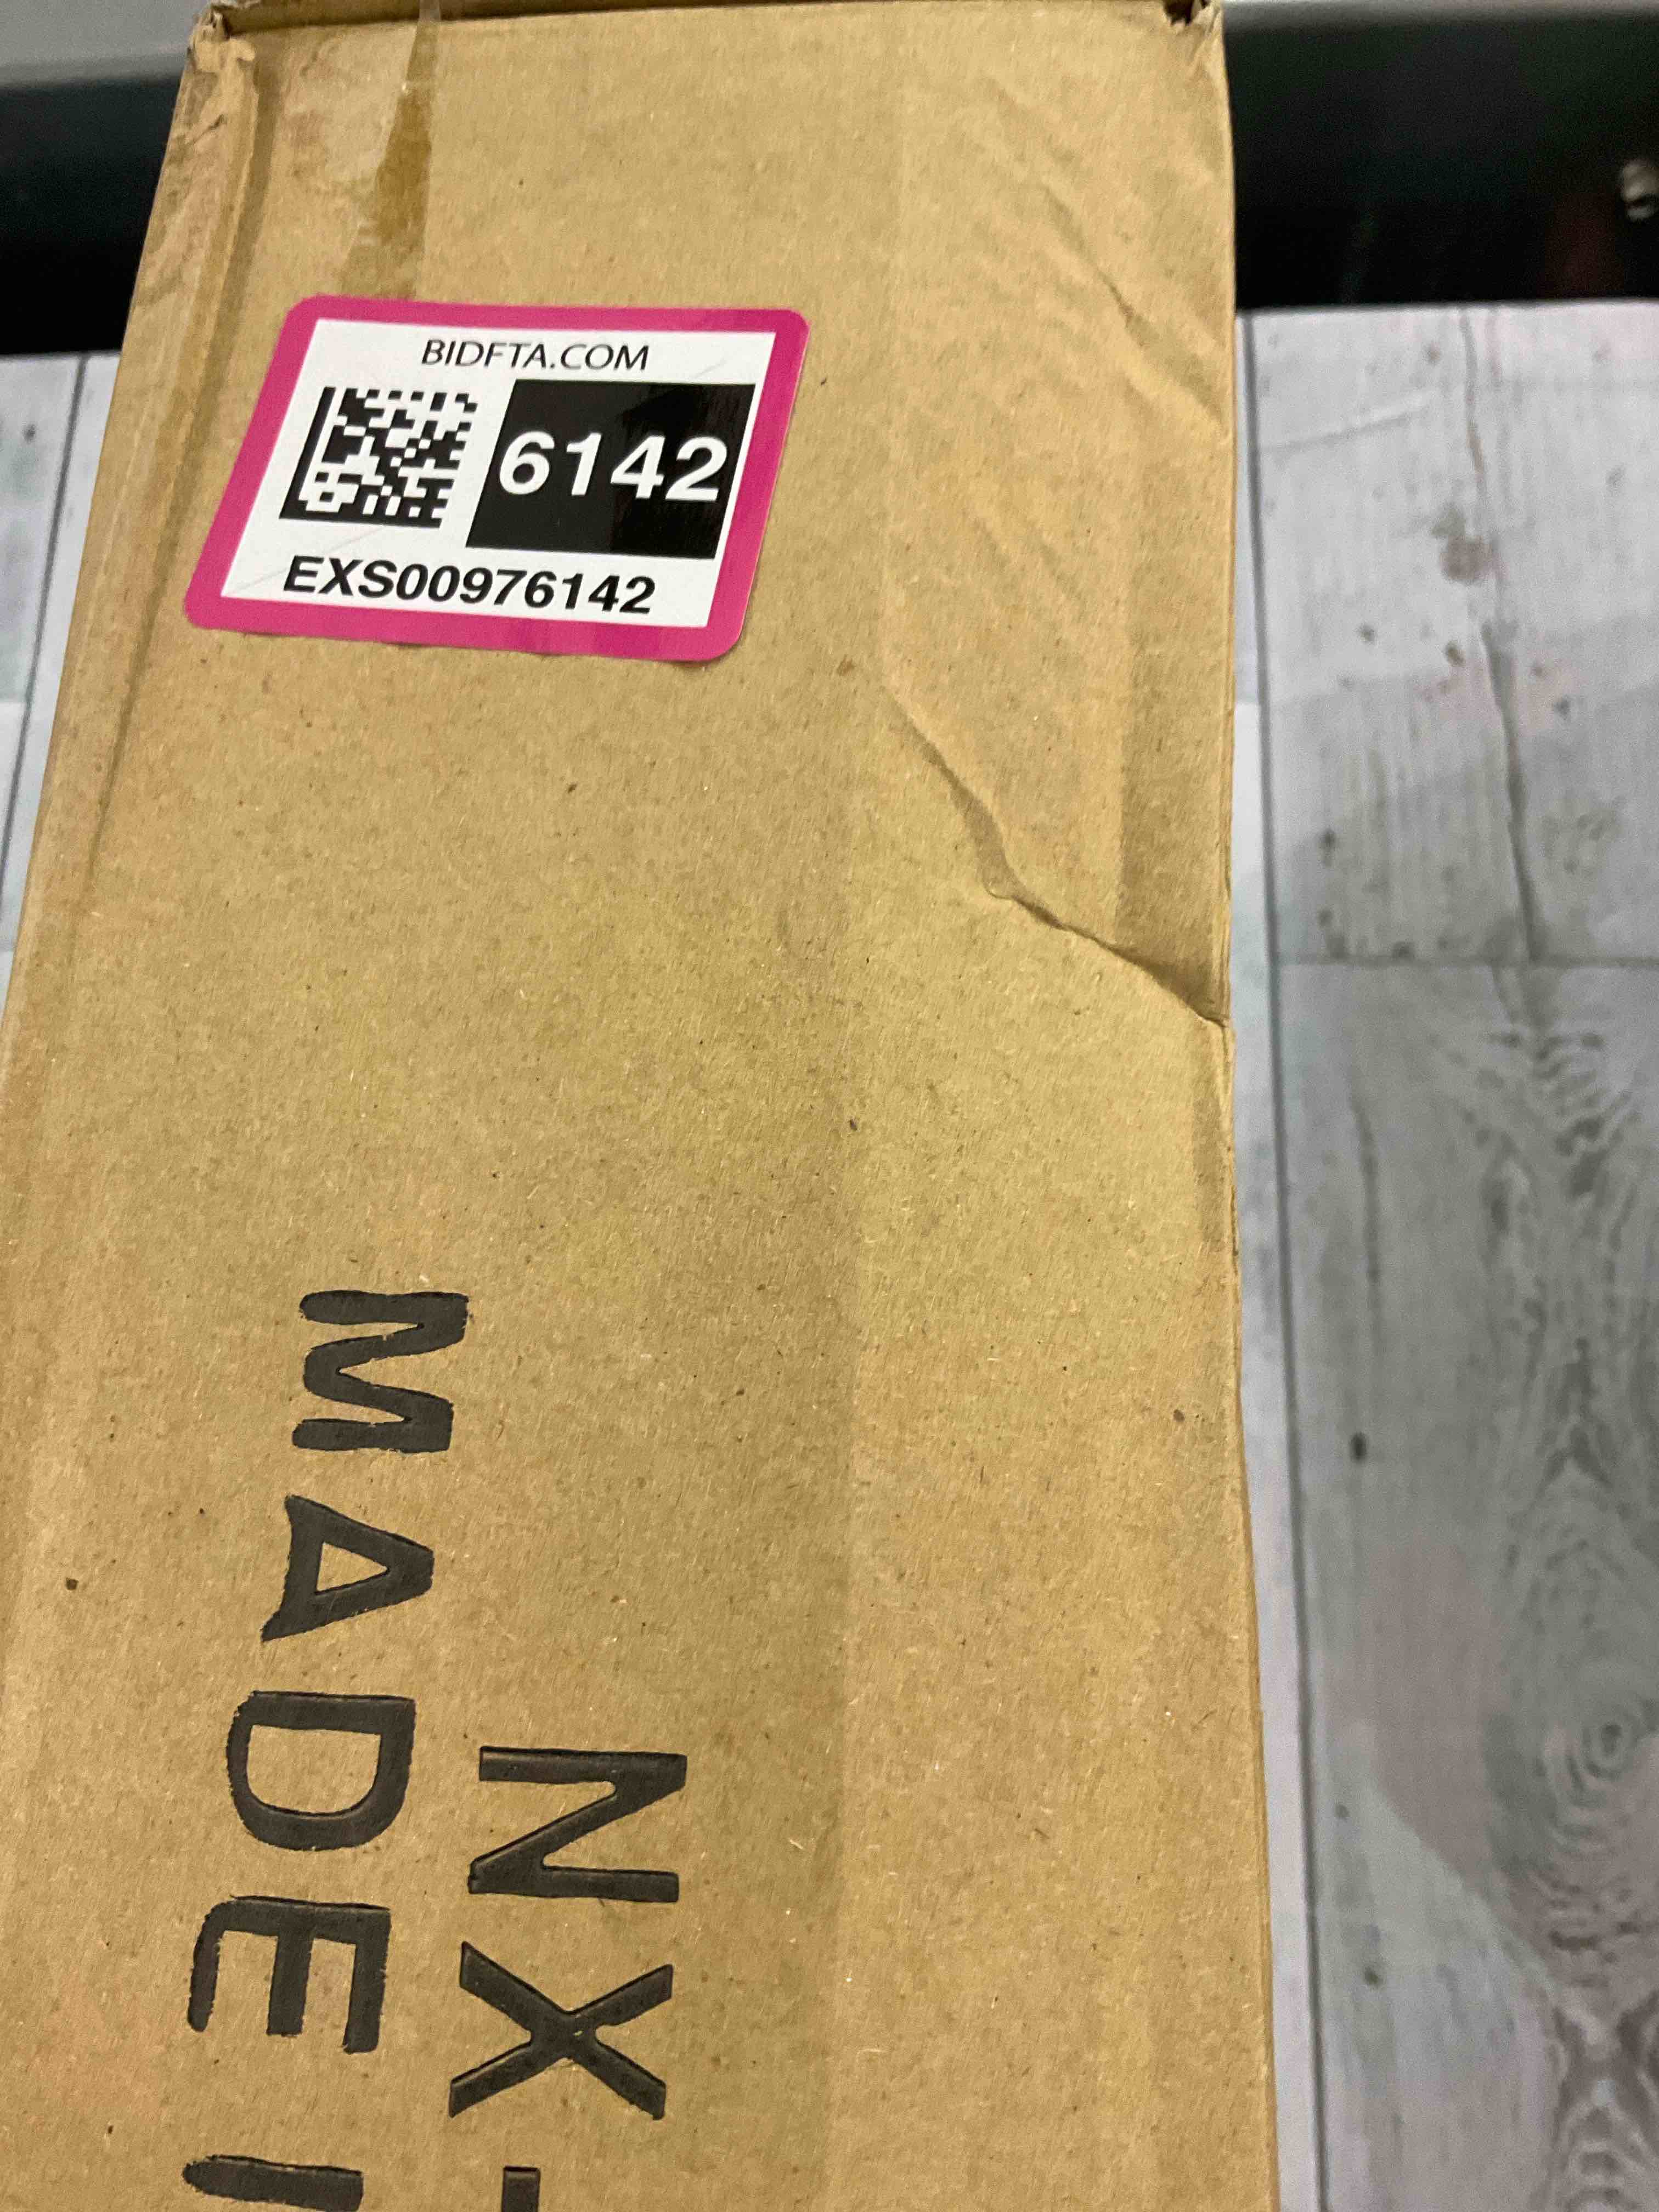 BIDFTA.COM
6142
EXS00976142
NX-
MADE I